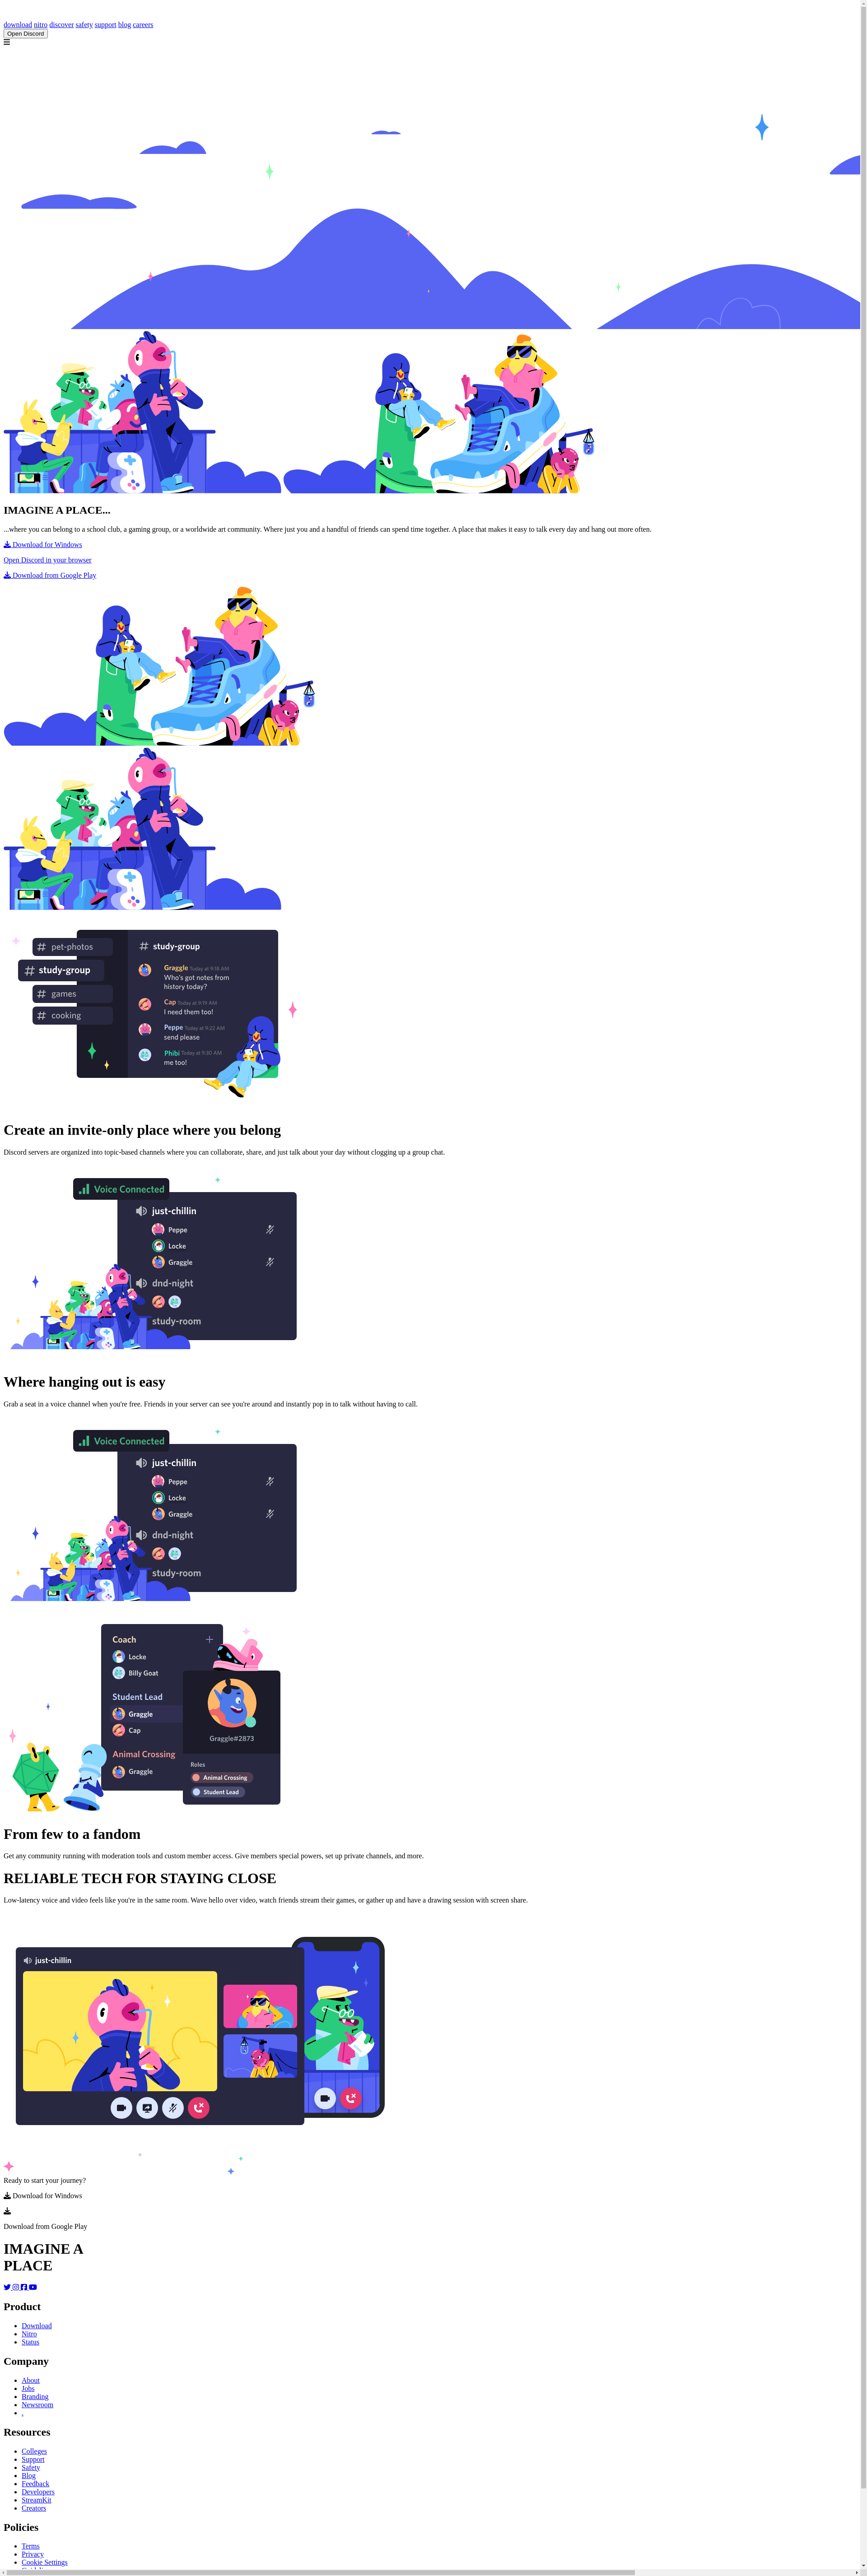 download nitro discover safety support blog careers
Open Discord
IMAGINE A PLACE...
...where you can belong to a school club, a gaming group, or a worldwide art community. Where just you and a handful of friends can spend time together. A place that makes it easy to talk every day and hang out more often.
Download for Windows
Open Discord in your browser
Download from Google Play
# pet-photos
# study-group
# games
# cooking
# study-group
Graggle Today at 9:18 AM
Who's got notes from
history today?
Cap Today at 9:19 AM
I need them too!
Peppe Today at 9:22 AM
send please
Phibi Today at 9:20 AM
me too!
Create an invite-only place where you belong
Discord servers are organized into topic-based channels where you can collaborate, share, and just talk about your day without clogging up a group chat.
Voice Connected
just-chillin
Peppe
Locke
Graggle
dnd-night
study-room
Where hanging out is easy
Grab a seat in a voice channel when you're free. Friends in your server can see you're around and instantly pop in to talk without having to call.
Voice Connected
just-chillin
Peppe
Locke
Graggle
dnd-night
study-room
Coach
Locke
Billy Goat
Student Lead
Graggle
Cap
Animal Crossing
Graggle
Graggle#2873
Roles
Animal Crossing
Student Lead
From few to a fandom
Get any community running with moderation tools and custom member access. Give members special powers, set up private channels, and more.
RELIABLE TECH FOR STAYING CLOSE
Low-latency voice and video feels like you're in the same room. Wave hello over video, watch friends stream their games, or gather up and have a drawing session with screen share.
just-chillin
Ready to start your journey?
Download for Windows
Download from Google Play
IMAGINE A
PLACE
Product
Download
Nitro
Status
Company
About
Jobs
Branding
Newsroom
.
Resources
Colleges
Support
Safety
Blog
Feedback
Developers
StreamKit
Creators
Policies
Terms
Privacy
Cookie Settings